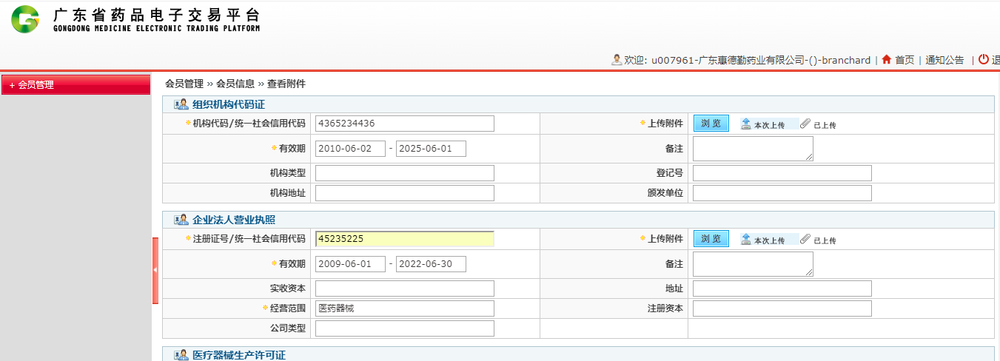 广东省药品电子交易平台
GONGDONG MEDICINE ELECTRONIC TRADING PLATFORM
欢迎: u007961-广东惠德勤药业有限公司-()-branchard | 首页 | 通知公告 | 退
+ 会员管理
会员管理 » 会员信息 » 查看附件
组织机构代码证
*机构代码/统一社会信用代码 4365234436 *上传附件 浏 览 本次上传 已上传
*有效期 2010-06-02 - 2025-06-01 备注
机构类型 登记号
机构地址 颁发单位
企业法人营业执照
*注册证号/统一社会信用代码 45235225 *上传附件 浏 览 本次上传 已上传
*有效期 2009-06-01 - 2022-06-30 备注
实收资本 地址
*经营范围 医药器械 注册资本
公司类型
医疗器械生产许可证